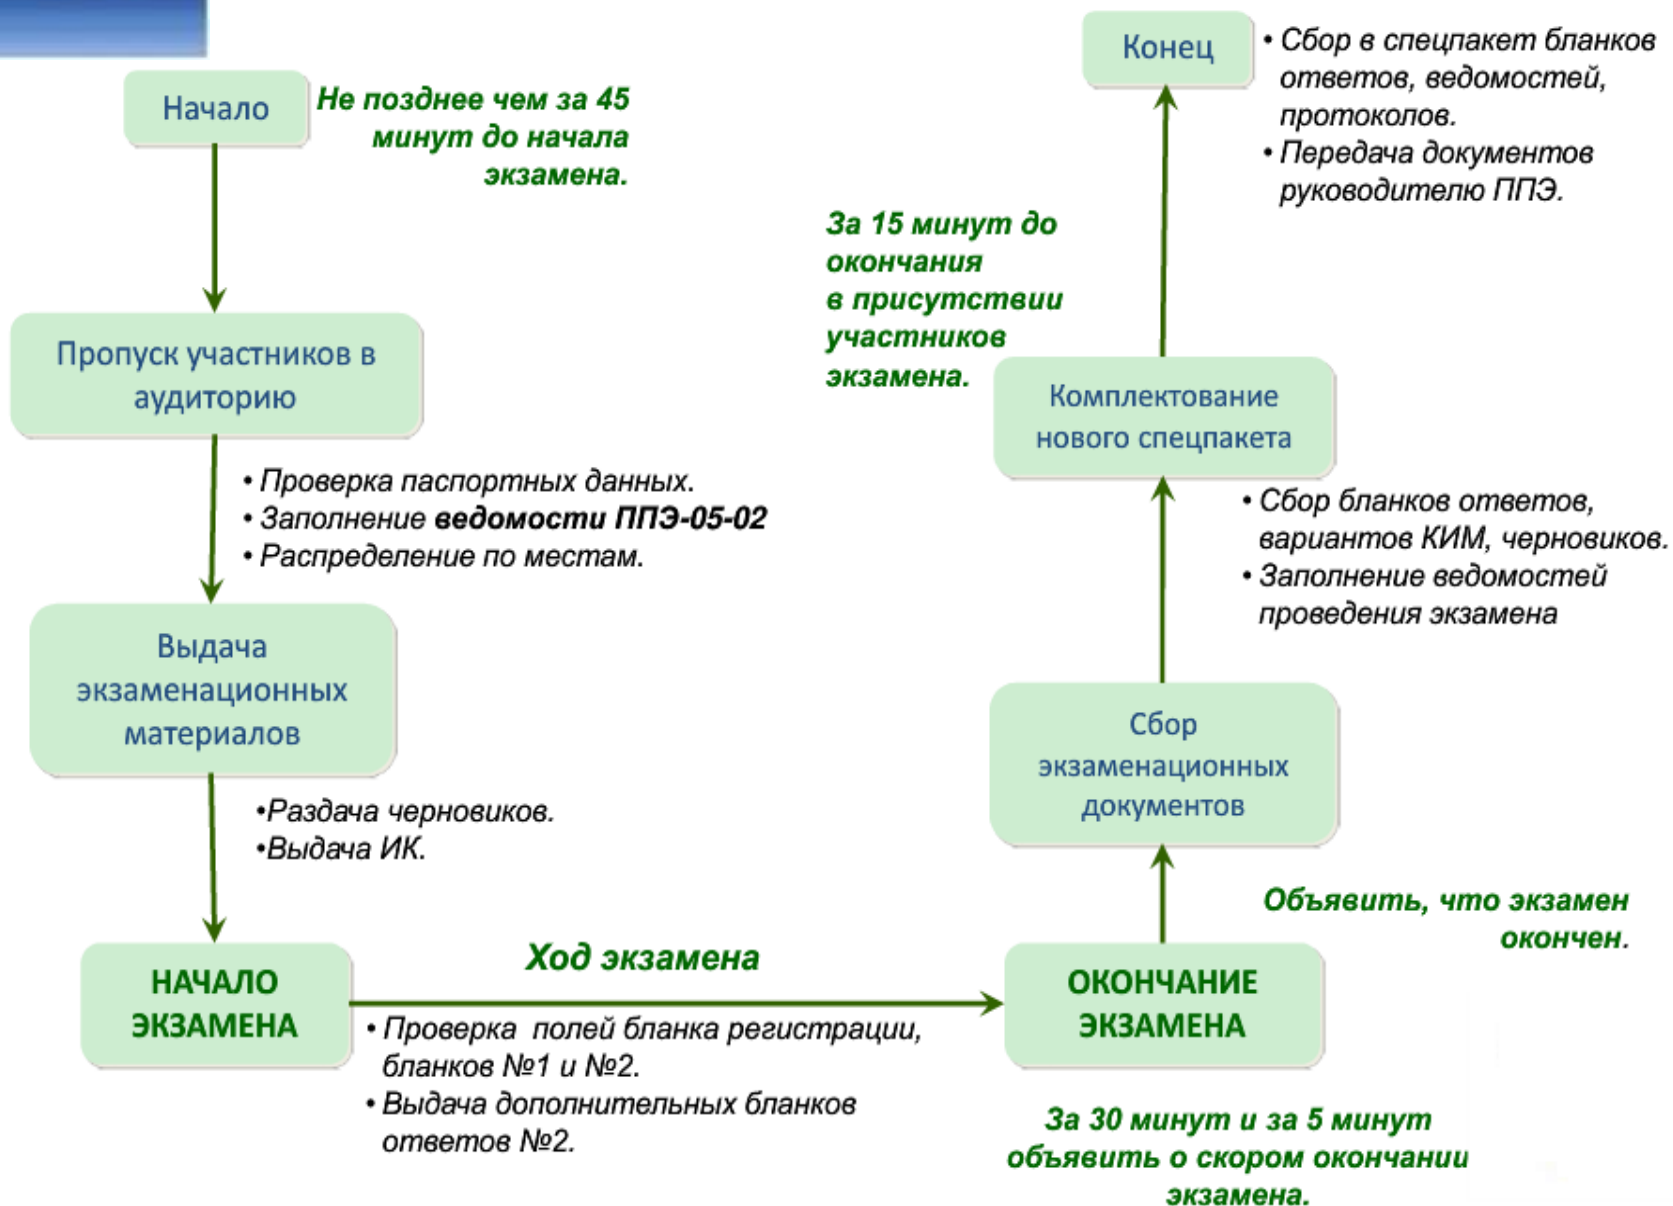 Начало
Не позднее чем за 45
минут до начала
экзамена.
Пропуск участников в
аудиторию
• Проверка паспортных данных.
• Заполнение ведомости ППЭ-05-02
• Распределение по местам.
Выдача
экзаменационных
материалов
•Раздача черновиков.
•Выдача ИК.
НАЧАЛО
ЭКЗАМЕНА
Ход экзамена
• Проверка полей бланка регистрации,
бланков №1 и №2.
• Выдача дополнительных бланков
ответов №2.
ОКОНЧАНИЕ
ЭКЗАМЕНА
За 30 минут и за 5 минут
объявить о скором окончании
экзамена.
Объявить, что экзамен
окончен.
Сбор
экзаменационных
документов
• Сбор бланков ответов,
вариантов КИМ, черновиков.
• Заполнение ведомостей
проведения экзамена
Комплектование
нового спецпакета
За 15 минут до
окончания
в присутствии
участников
экзамена.
Конец
• Сбор в спецпакет бланков
ответов, ведомостей,
протоколов.
• Передача документов
руководителю ППЭ.